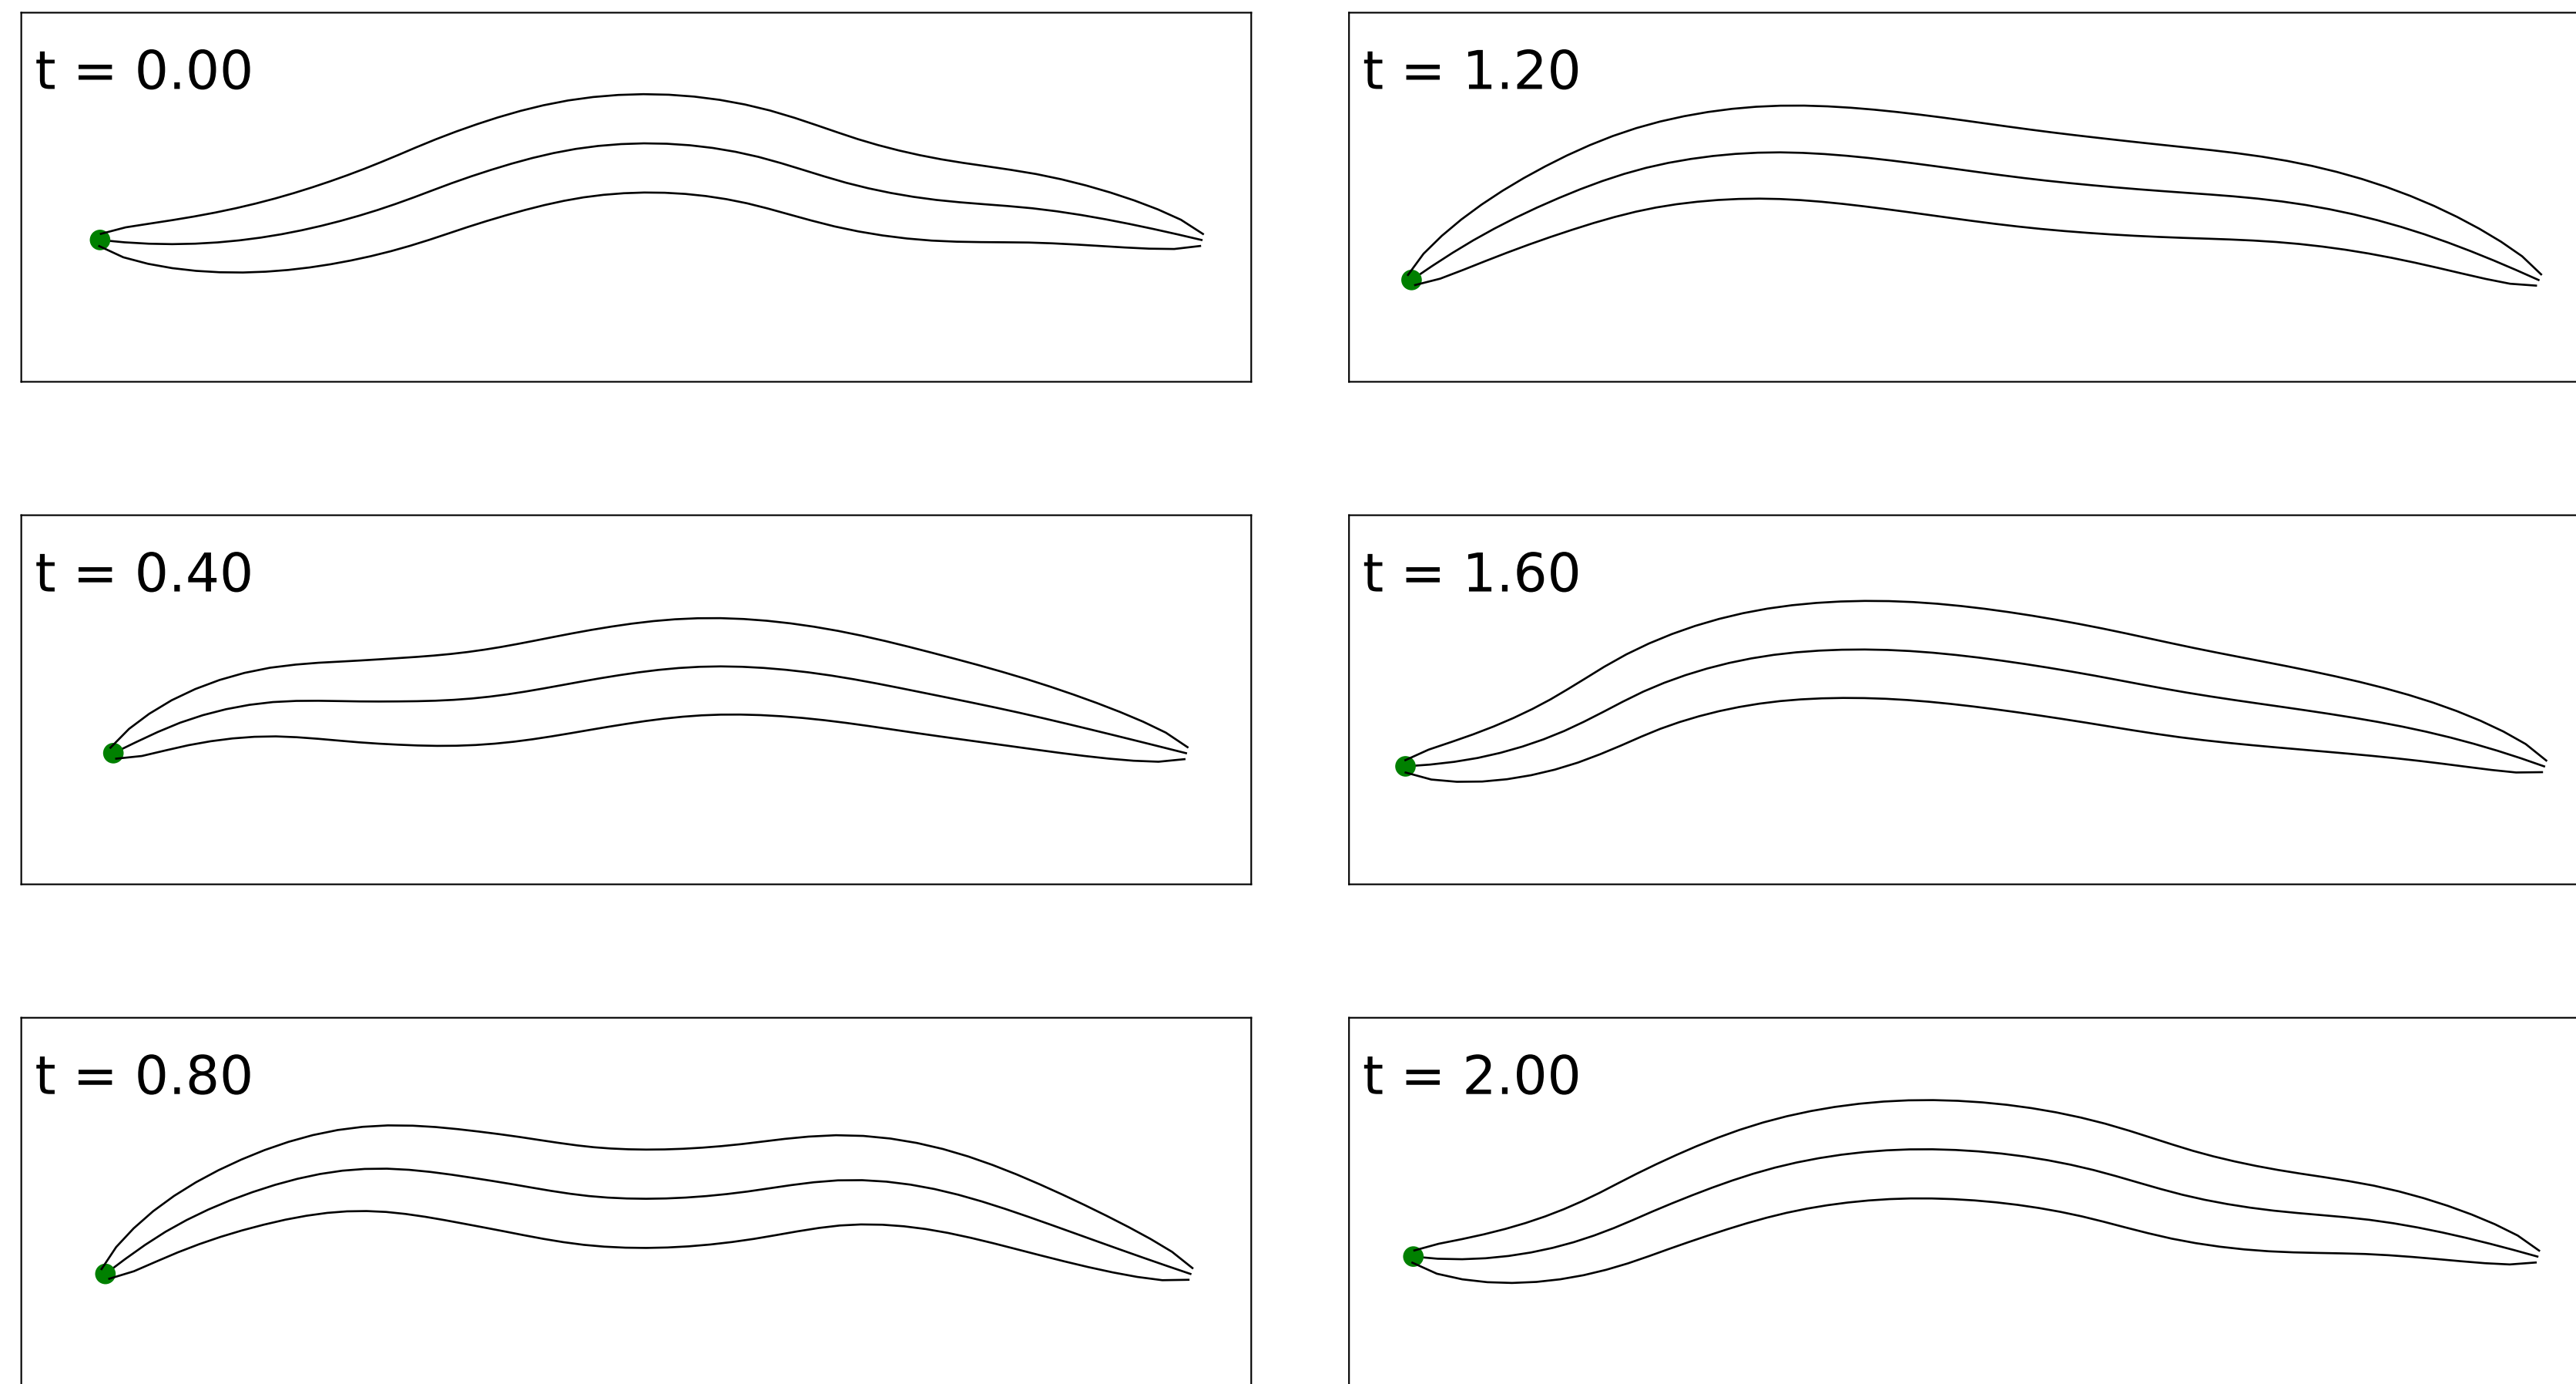 t = 0.00
t = 0.40
t = 0.80
t = 1.20
t = 1.60
t = 2.00